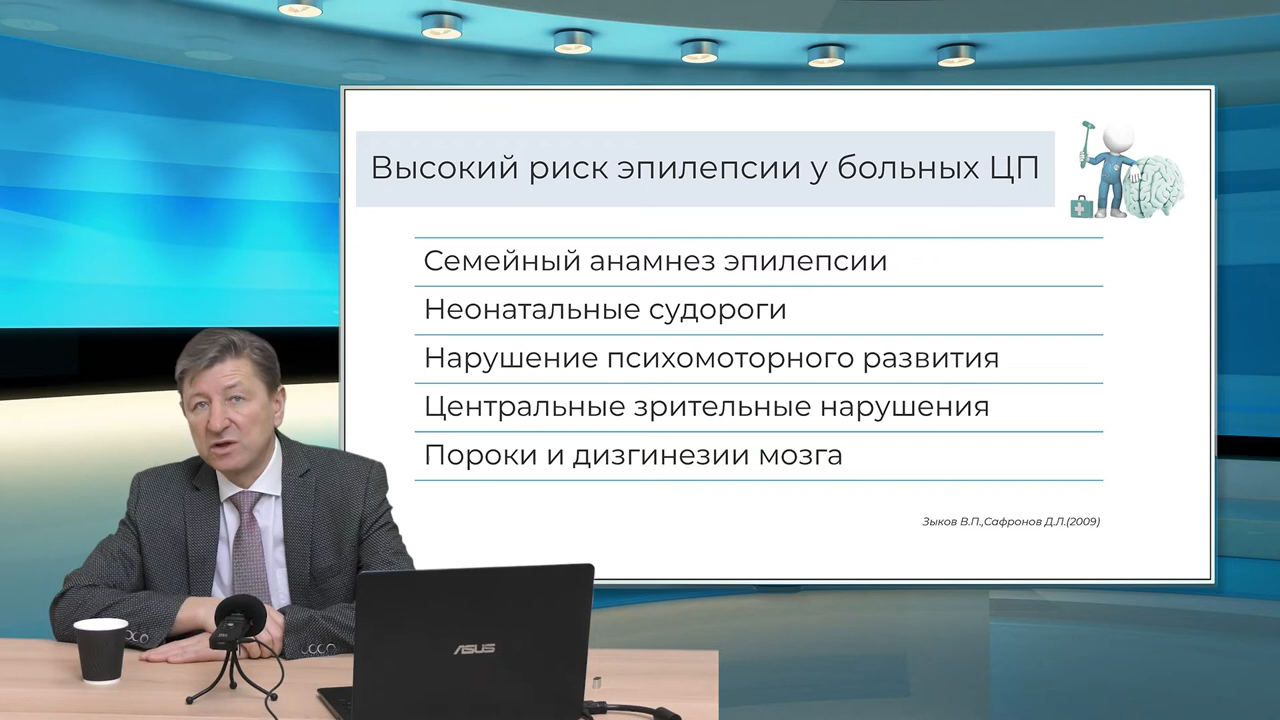 Высокий риск эпилепсии у больных ЦП
Семейный анамнез эпилепсии
Неонатальные судороги
Нарушение психомоторного развития
Центральные зрительные нарушения
Пороки и дизгинезии мозга
Зыков В.П.,Сафронов Д.Л.(2009)
ASUS